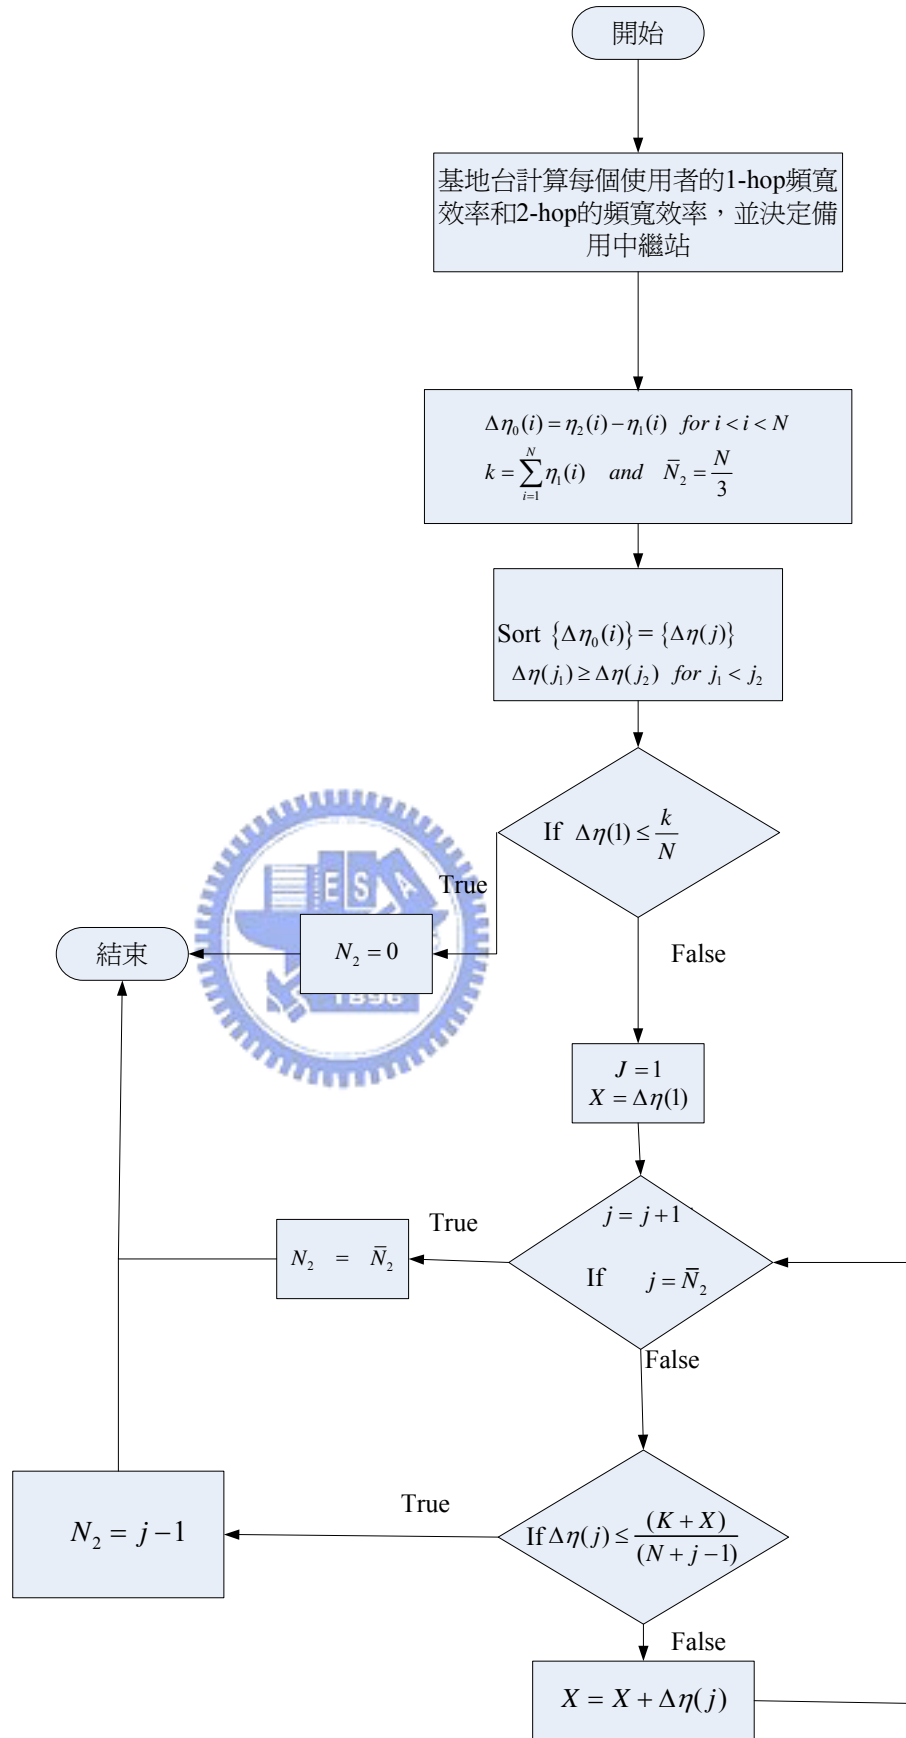 開始
基地台計算每個使用者的1-hop頻寬
效率和2-hop的頻寬效率，並決定備
用中繼站
Δη₀(i) = η₂(i) − η₁(i) for i < i < N
k = ∑_{i=1}^{N} η₁(i) and N̄₂ = N/3
Sort {Δη₀(i)} = {Δη(j)}
Δη(j₁) ≥ Δη(j₂) for j₁ < j₂
If Δη(1) ≤ k/N
True
E S A
1896
N₂ = 0
結束
False
J = 1
X = Δη(1)
j = j+1
If j = N̄₂
True
N₂ = N̄₂
False
If Δη(j) ≤ (K + X)/(N + j −1)
True
N₂ = j −1
False
X = X + Δη(j)